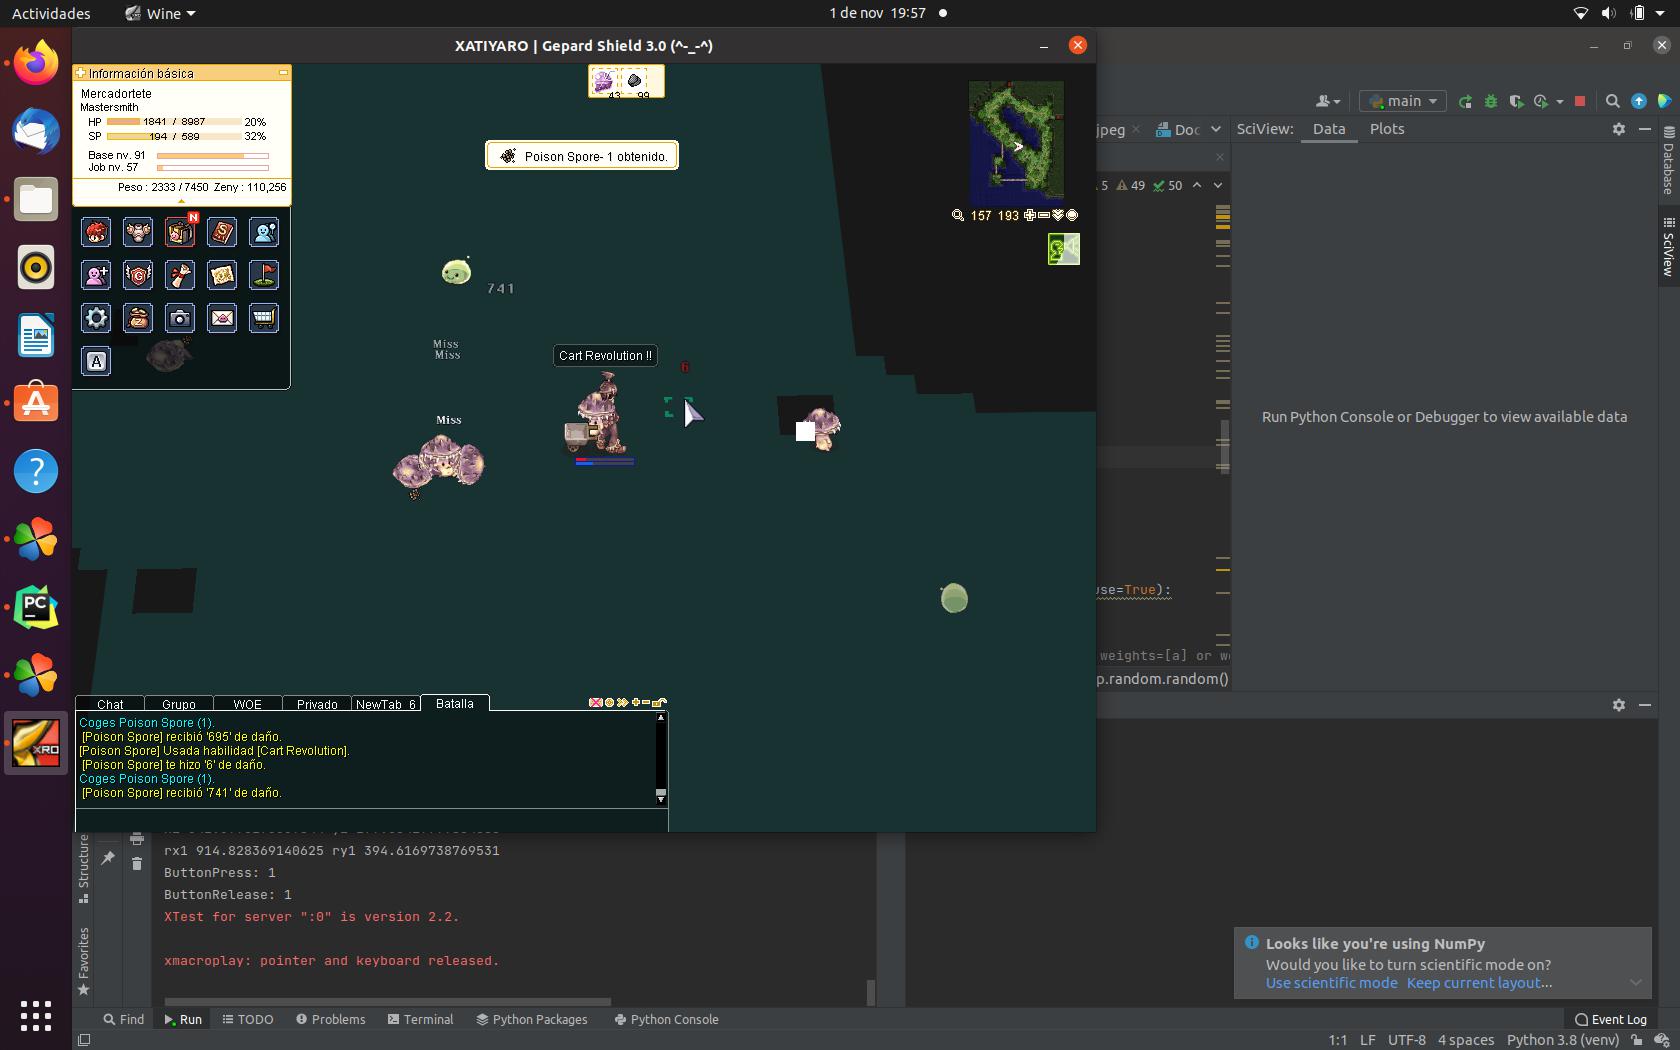 Actividades
Wine
1 de nov 19:57
XATIYARO | Gepard Shield 3.0 (^-_-^)
Información básica
Mercadortete
Mastersmith
HP 1841 / 8987 20%
SP 194 / 589 32%
Base nv. 91
Job nv. 57
Peso : 2333 / 7450 Zeny : 110,256
N
A
43 99
Poison Spore- 1 obtenido.
157 193
741
Miss
Miss
Cart Revolution !!
6
Miss
Chat Grupo WOE Privado NewTab_6 Batalla
Coges Poison Spore (1).
[Poison Spore] recibió '695' de daño.
[Poison Spore] Usada habilidad [Cart Revolution].
[Poison Spore] te hizo '6' de daño.
Coges Poison Spore (1).
[Poison Spore] recibió '741' de daño.
main
jpeg
Doc
SciView: Data Plots
5 49 50
Database
SciView
Run Python Console or Debugger to view available data
use=True):
weights=[a] or w
p.random.random()
PC
XRO
Structure
Favorites
rx1 914.828369140625 ry1 394.6169738769531
ButtonPress: 1
ButtonRelease: 1
XTest for server ":0" is version 2.2.
xmacroplay: pointer and keyboard released.
Looks like you're using NumPy
Would you like to turn scientific mode on?
Use scientific mode Keep current layout...
Find Run TODO Problems Terminal Python Packages Python Console Event Log
1:1 LF UTF-8 4 spaces Python 3.8 (venv)